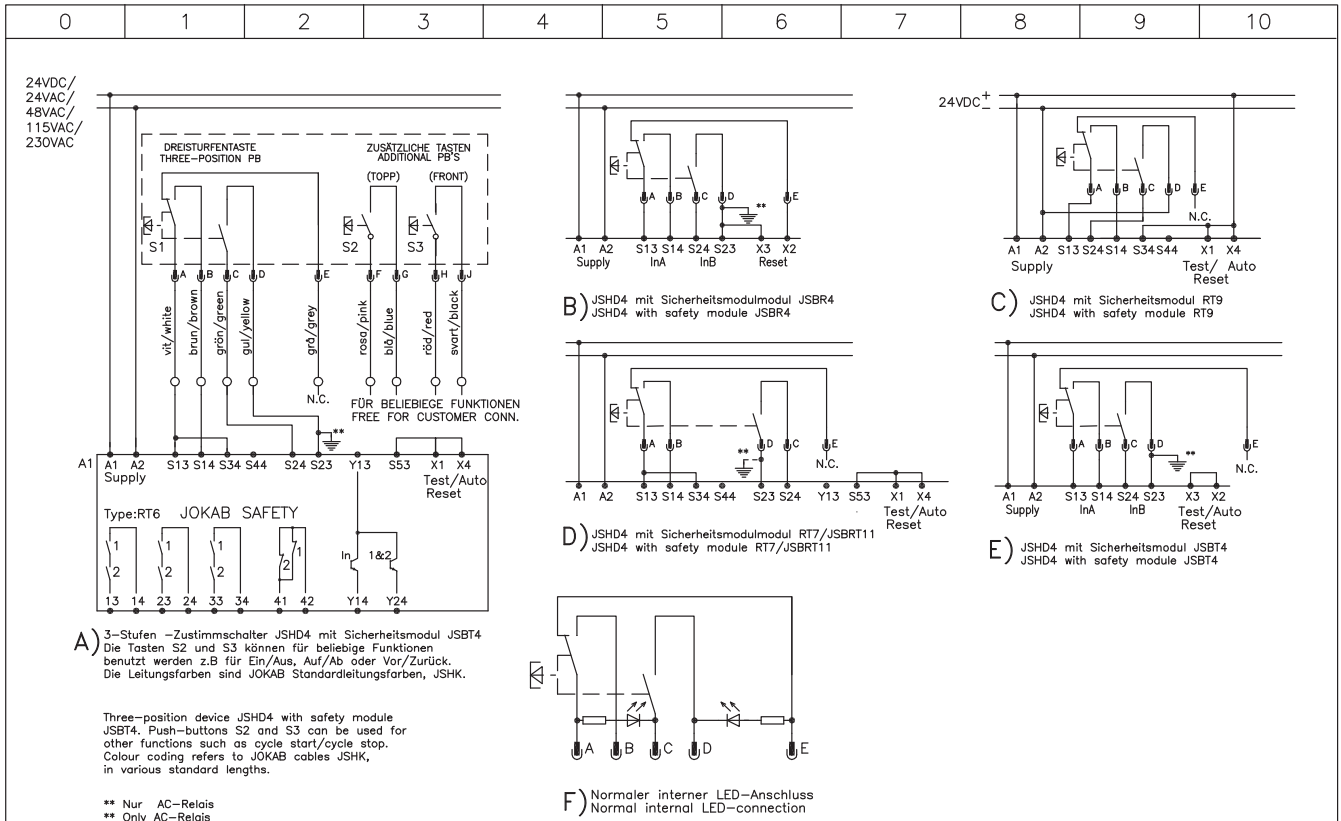 0 1 2 3 4 5 6 7 8 9 10
24VDC/
24VAC/
48VAC/
115VAC/
230VAC
DREISTURFENTASTE
THREE-POSITION PB
ZUSÄTZLICHE TASTEN
ADDITIONAL PB'S
(TOPP) (FRONT)
S1 S2 S3
A B C D E F G H J
vit/white
brun/brown
grön/green
gul/yellow
grå/grey
rosa/pink
blå/blue
röd/red
svart/black
N.C.
FÜR BELIEBIEGE FUNKTIONEN
FREE FOR CUSTOMER CONN.
**
A1 A1 A2 S13 S14 S34 S44 S24 S23 Y13 S53 X1 X4
Supply Test/Auto
Reset
Type:RT6 JOKAB SAFETY
1 1 1 1
2 2 2 2
In 1&2
13 14 23 24 33 34 41 42 Y14 Y24
A) 3-Stufen -Zustimmschalter JSHD4 mit Sicherheitsmodul JSBT4
Die Tasten S2 und S3 können für beliebige Funktionen
benutzt werden z.B für Ein/Aus, Auf/Ab oder Vor/Zurück.
Die Leitungsfarben sind JOKAB Standardleitungsfarben, JSHK.
Three-position device JSHD4 with safety module
JSBT4. Push-buttons S2 and S3 can be used for
other functions such as cycle start/cycle stop.
Colour coding refers to JOKAB cables JSHK,
in various standard lengths.
** Nur AC-Relais
** Only AC-Relais
A B C D E
**
A1 A2 S13 S14 S24 S23 X3 X2
Supply InA InB Reset
B) JSHD4 mit Sicherheitsmodulmodul JSBR4
JSHD4 with safety module JSBR4
24VDC +
-
A B C D E
N.C.
A1 A2 S13 S24 S14 S34 S44 X1 X4
Supply Test/ Auto
Reset
C) JSHD4 mit Sicherheitsmodul RT9
JSHD4 with safety module RT9
A B D C E
**
N.C.
A1 A2 S13 S14 S34 S44 S23 S24 Y13 S53 X1 X4
Test/Auto
Reset
D) JSHD4 mit Sicherheitsmodulmodul RT7/JSBRT11
JSHD4 with safety module RT7/JSBRT11
A B C D E
**
N.C.
A1 A2 S13 S14 S24 S23 X3 X2
Supply InA InB Test/Auto
Reset
E) JSHD4 mit Sicherheitsmodul JSBT4
JSHD4 with safety module JSBT4
A B C D E
F) Normaler interner LED-Anschluss
Normal internal LED-connection